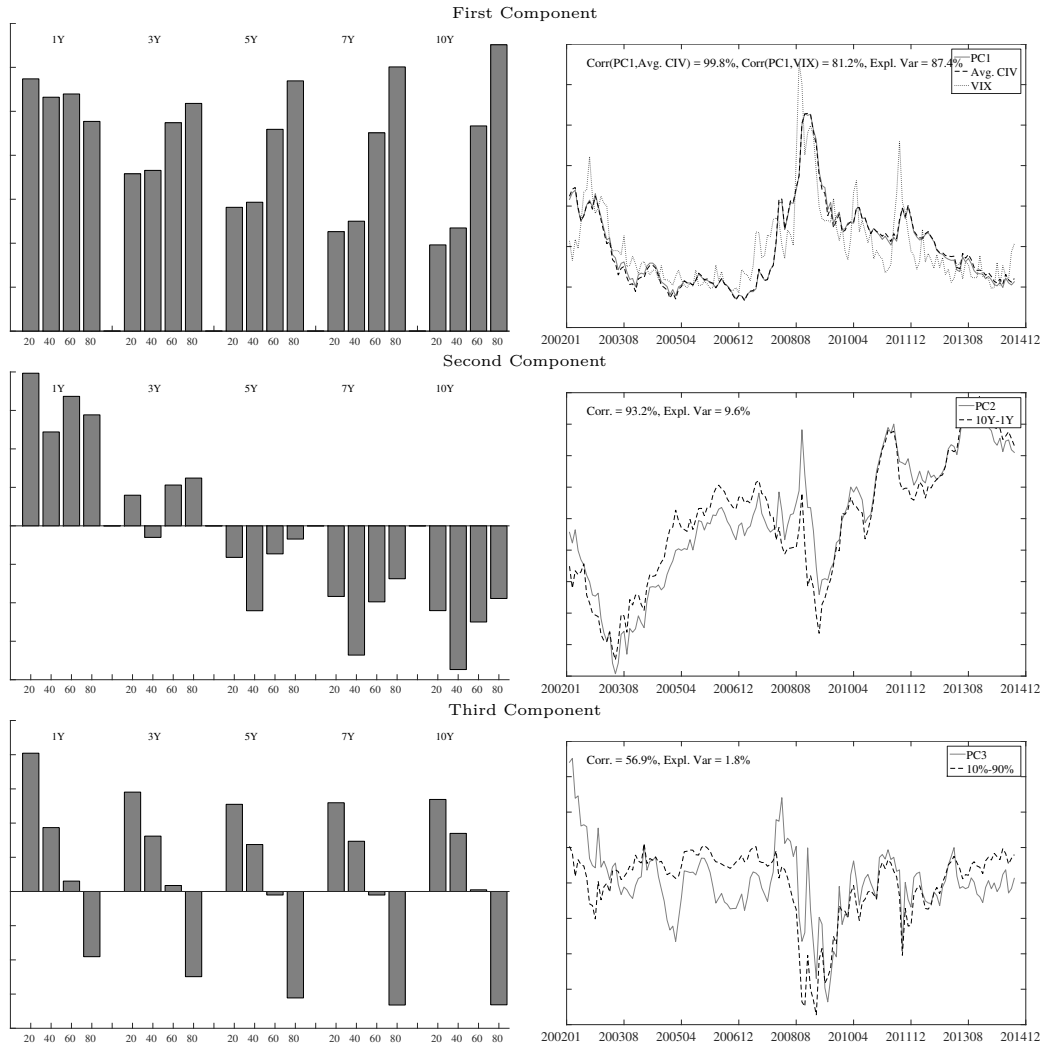 First Component
1Y 3Y 5Y 7Y 10Y
20 40 60 80 20 40 60 80 20 40 60 80 20 40 60 80 20 40 60 80
Corr(PC1,Avg. CIV) = 99.8%, Corr(PC1,VIX) = 81.2%, Expl. Var = 87.4%
PC1
Avg. CIV
VIX
200201 200308 200504 200612 200808 201004 201112 201308 201412
Second Component
1Y 3Y 5Y 7Y 10Y
20 40 60 80 20 40 60 80 20 40 60 80 20 40 60 80 20 40 60 80
Corr. = 93.2%, Expl. Var = 9.6%
PC2
10Y-1Y
200201 200308 200504 200612 200808 201004 201112 201308 201412
Third Component
1Y 3Y 5Y 7Y 10Y
20 40 60 80 20 40 60 80 20 40 60 80 20 40 60 80 20 40 60 80
Corr. = 56.9%, Expl. Var = 1.8%
PC3
10%-90%
200201 200308 200504 200612 200808 201004 201112 201308 201412